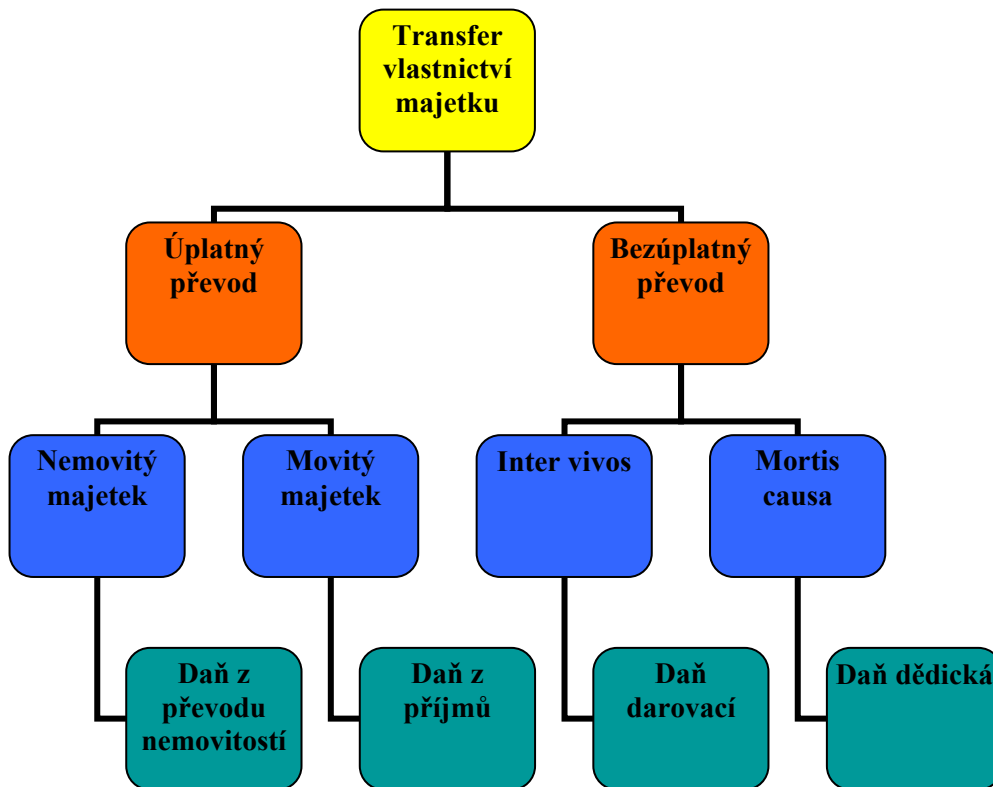 Transfer
vlastnictví
majetku
Úplatný
převod
Bezúplatný
převod
Nemovitý
majetek
Movitý
majetek
Inter vivos
Mortis
causa
Daň z
převodu
nemovitostí
Daň z
příjmů
Daň
darovací
Daň dědická